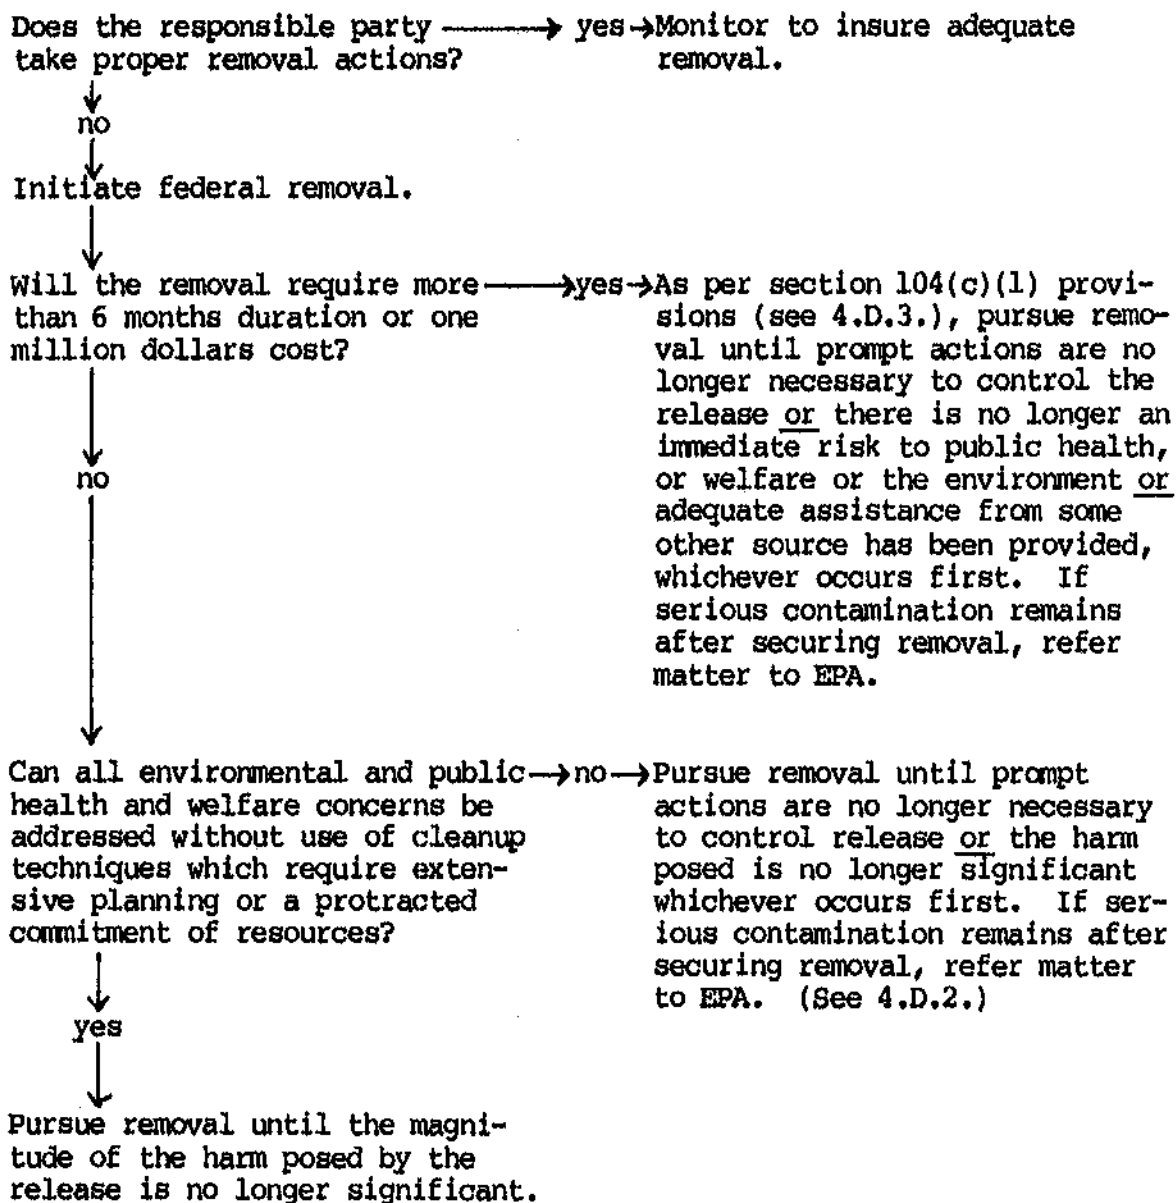 Does the responsible party
take proper removal actions?
yes
Monitor to insure adequate
removal.
no
Initiate federal removal.
Will the removal require more
than 6 months duration or one
million dollars cost?
yes
As per section 104(c)(1) provi-
sions (see 4.D.3.), pursue remo-
val until prompt actions are no
longer necessary to control the
release or there is no longer an
immediate risk to public health,
or welfare or the environment or
adequate assistance from some
other source has been provided,
whichever occurs first. If
serious contamination remains
after securing removal, refer
matter to EPA.
no
Can all environmental and public
health and welfare concerns be
addressed without use of cleanup
techniques which require exten-
sive planning or a protracted
commitment of resources?
no
Pursue removal until prompt
actions are no longer necessary
to control release or the harm
posed is no longer significant
whichever occurs first. If ser-
ious contamination remains after
securing removal, refer matter
to EPA. (See 4.D.2.)
yes
Pursue removal until the magni-
tude of the harm posed by the
release is no longer significant.